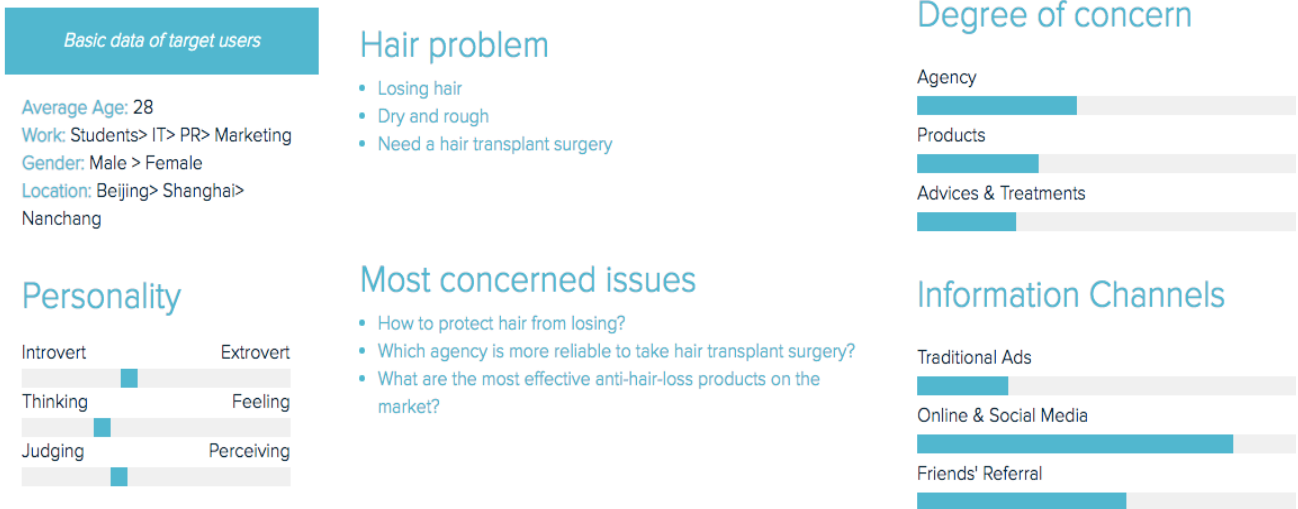 Basic data of target users
Average Age: 28
Work: Students> IT> PR> Marketing
Gender: Male > Female
Location: Beijing> Shanghai>
Nanchang
Personality
Introvert Extrovert
Thinking Feeling
Judging Perceiving
Hair problem
• Losing hair
• Dry and rough
• Need a hair transplant surgery
Most concerned issues
• How to protect hair from losing?
• Which agency is more reliable to take hair transplant surgery?
• What are the most effective anti-hair-loss products on the
market?
Degree of concern
Agency
Products
Advices & Treatments
Information Channels
Traditional Ads
Online & Social Media
Friends' Referral